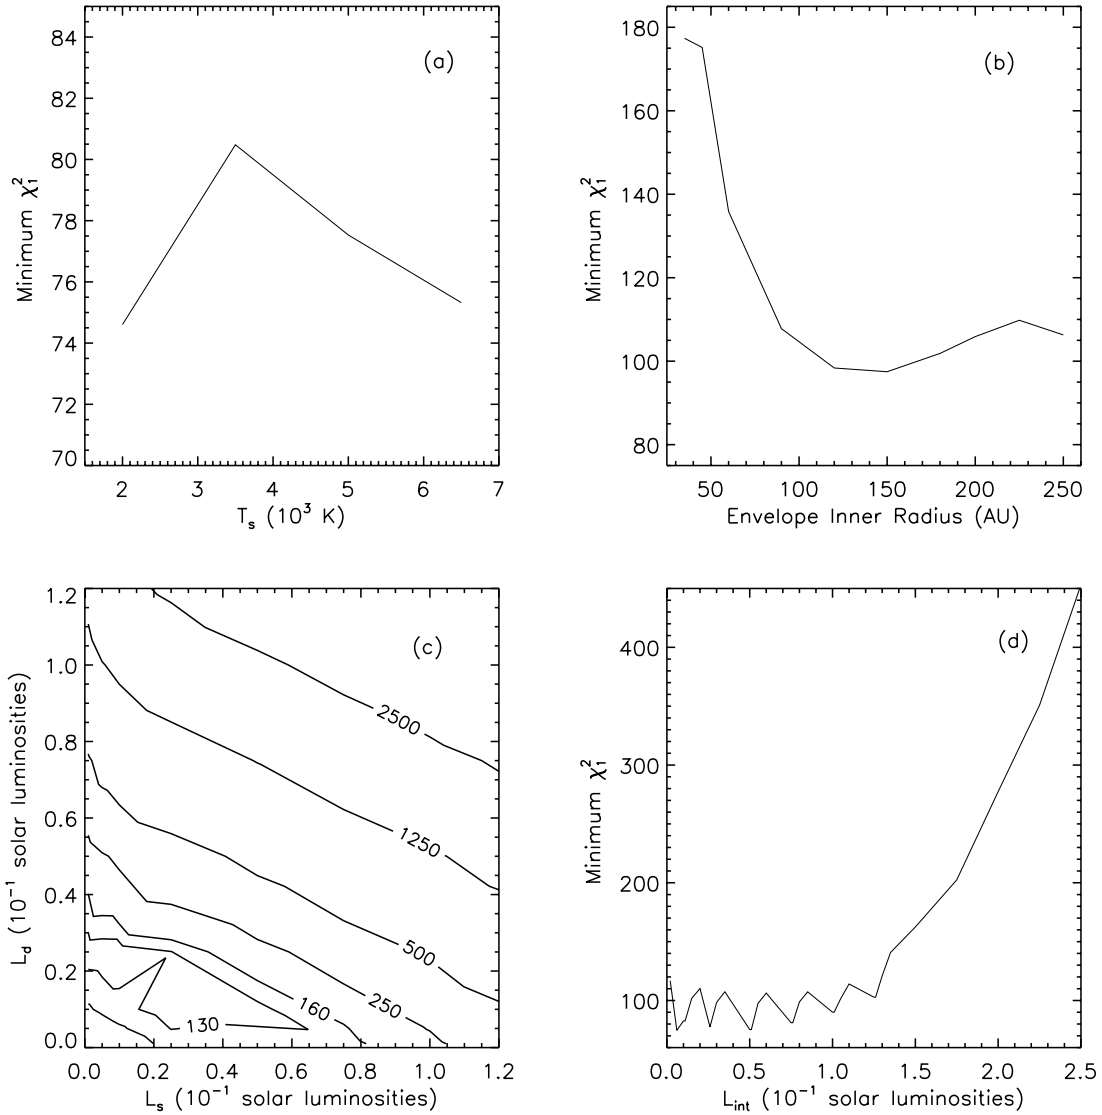 84
82
80
78
76
74
72
70
Minimum χ₁²
(a)
2 3 4 5 6 7
Tₛ (10³ K)
180
160
140
120
100
80
Minimum χ₁²
(b)
50 100 150 200 250
Envelope Inner Radius (AU)
1.2
1.0
0.8
0.6
0.4
0.2
0.0
L_d (10⁻¹ solar luminosities)
(c)
2500
1250
500
250
160
130
0.0 0.2 0.4 0.6 0.8 1.0 1.2
Lₛ (10⁻¹ solar luminosities)
400
300
200
100
Minimum χ₁²
(d)
0.0 0.5 1.0 1.5 2.0 2.5
L_int (10⁻¹ solar luminosities)